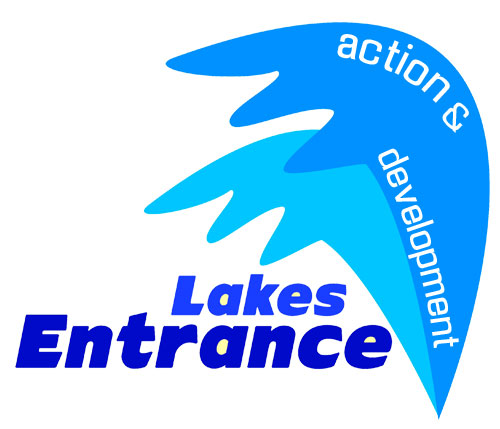 action &
development
Lakes
Entrance